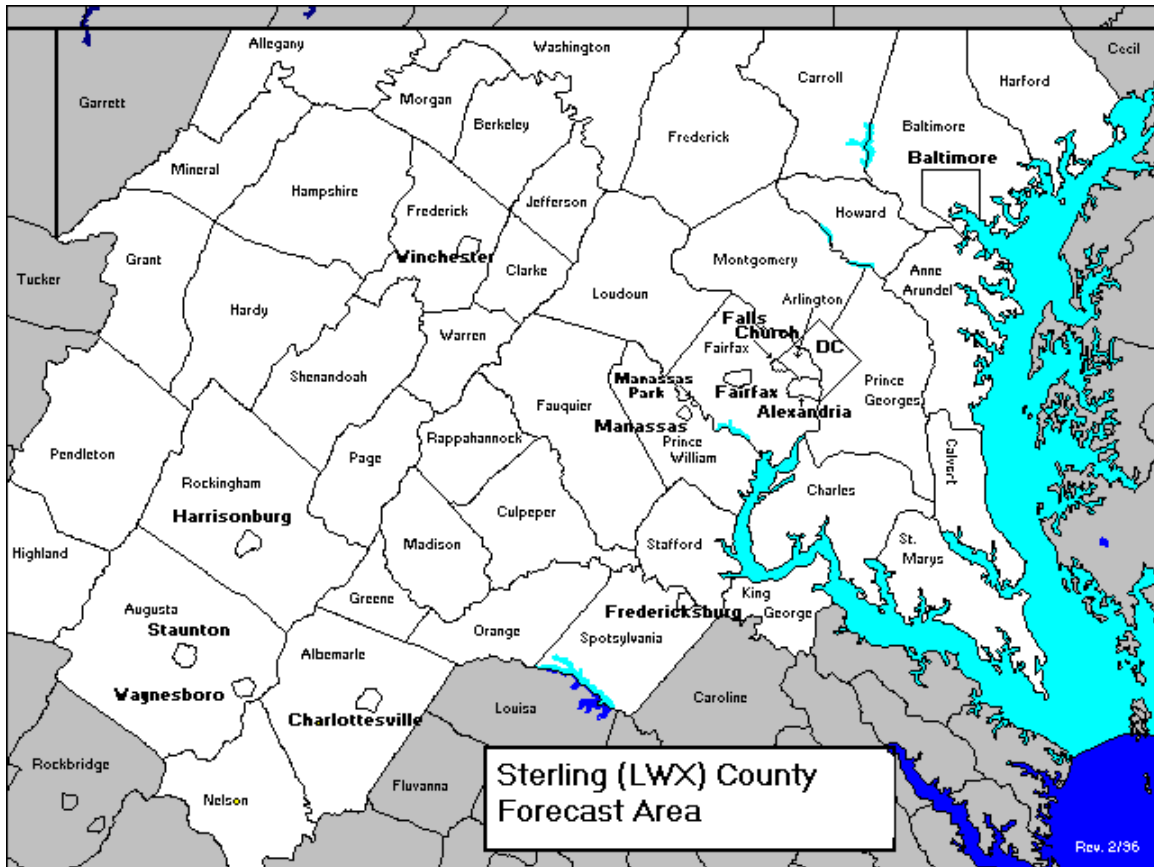 Allegany
Washington
Cecil
Carroll
Harford
Garrett
Morgan
Berkeley
Baltimore
Frederick
Baltimore
Mineral
Hampshire
Jefferson
Frederick
Howard
Winchester
Grant
Clarke
Montgomery
Tucker
Anne
Arundel
Loudoun
Arlington
Hardy
Falls
Church
Warren
DC
Fairfax
Shenandoah
Manassas
Park
Fairfax
Prince
Georges
Fauquier
Alexandria
Manassas
Rappahannock
Prince
William
Calvert
Pendleton
Page
Rockingham
Charles
Harrisonburg
Culpeper
St.
Marys
Highland
Madison
Stafford
King
George
Greene
Augusta
Fredericksburg
Staunton
Orange
Spotsylvania
Albemarle
Waynesboro
Caroline
Louisa
Charlottesville
Rockbridge
Fluvanna
Nelson
Sterling (LWX) County
Forecast Area
Rev. 2/96